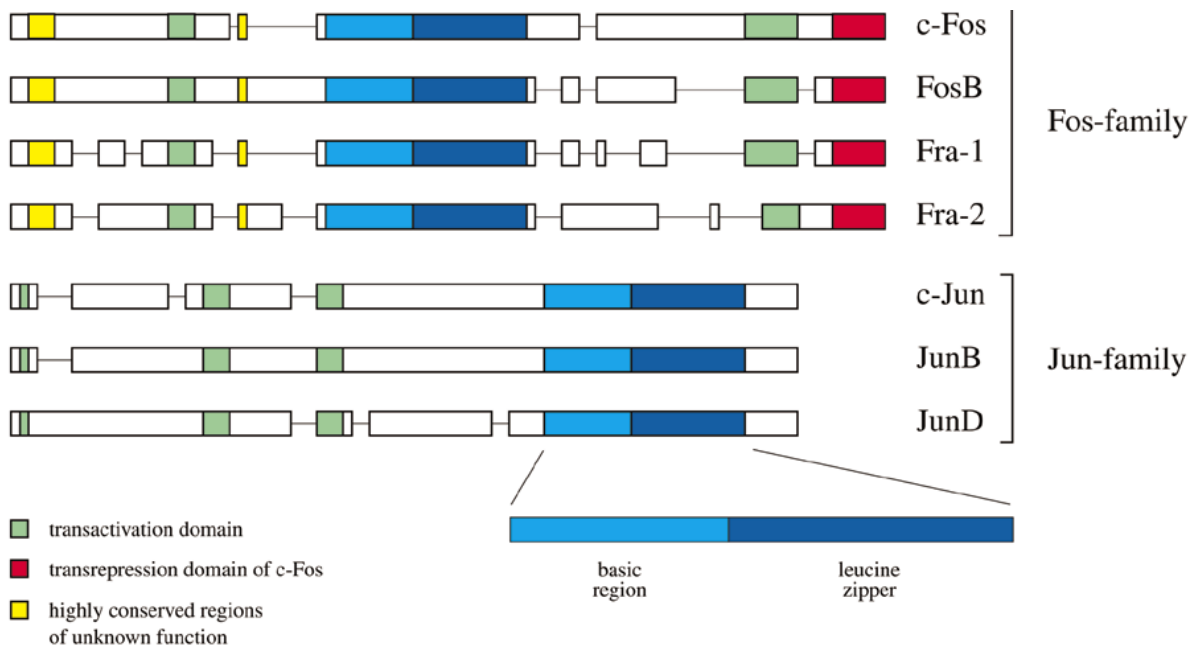 c-Fos
FosB
Fra-1
Fra-2
Fos-family
c-Jun
JunB
JunD
Jun-family
basic
region
leucine
zipper
transactivation domain
transrepression domain of c-Fos
highly conserved regions
of unknown function